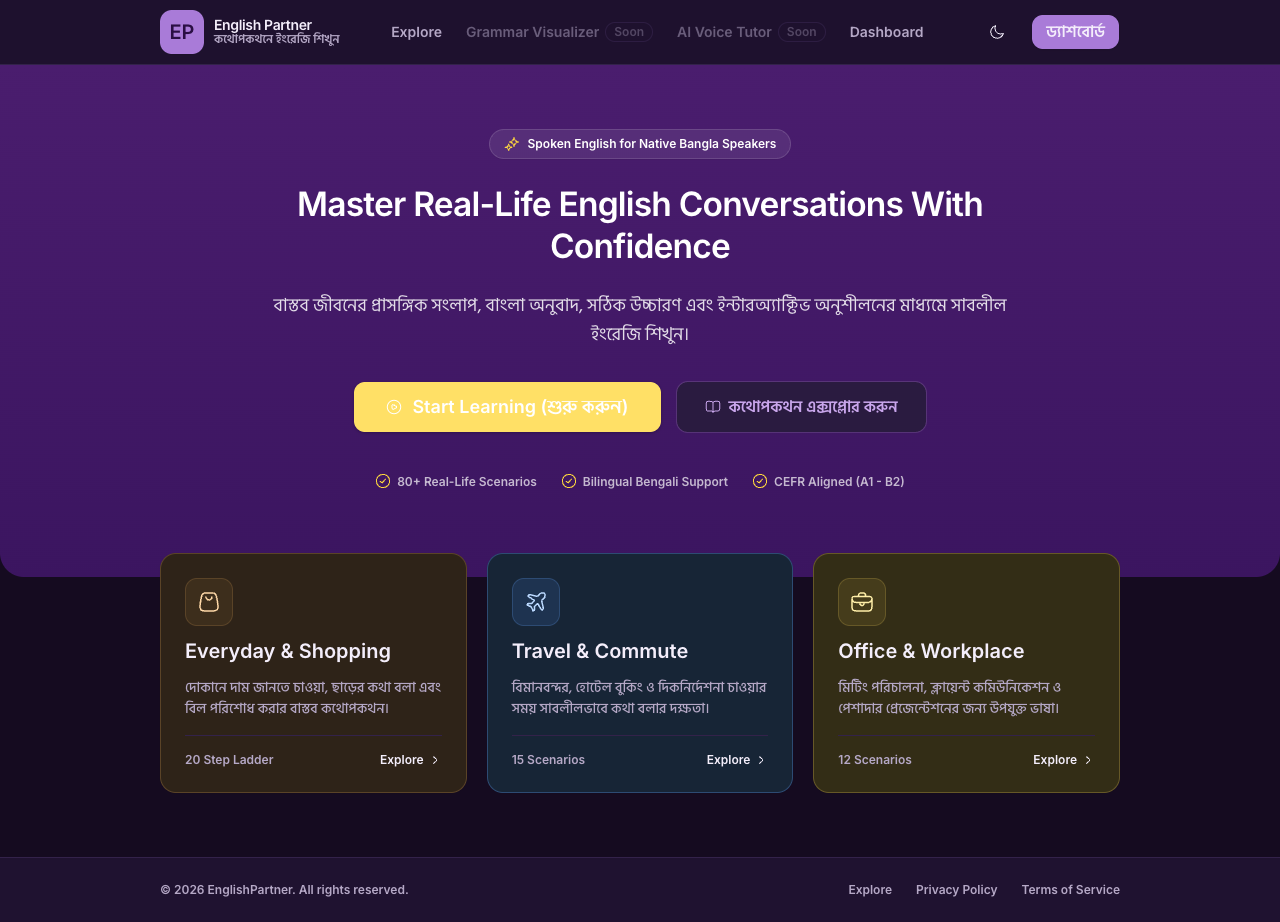 EP
English Partner
কথোপকথনে ইংরেজি শিখুন
Explore
Grammar Visualizer Soon
AI Voice Tutor Soon
Dashboard
ড্যাশবোর্ড
Spoken English for Native Bangla Speakers
Master Real-Life English Conversations With
Confidence
বাস্তব জীবনের প্রাসঙ্গিক সংলাপ, বাংলা অনুবাদ, সঠিক উচ্চারণ এবং ইন্টারঅ্যাক্টিভ অনুশীলনের মাধ্যমে সাবলীল
ইংরেজি শিখুন।
Start Learning (শুরু করুন)
কথোপকথন এক্সপ্লোর করুন
80+ Real-Life Scenarios
Bilingual Bengali Support
CEFR Aligned (A1 - B2)
Everyday & Shopping
দোকানে দাম জানতে চাওয়া, ছাড়ের কথা বলা এবং
বিল পরিশোধ করার বাস্তব কথোপকথন।
20 Step Ladder
Explore
Travel & Commute
বিমানবন্দর, হোটেল বুকিং ও দিকনির্দেশনা চাওয়ার
সময় সাবলীলভাবে কথা বলার দক্ষতা।
15 Scenarios
Explore
Office & Workplace
মিটিং পরিচালনা, ক্লায়েন্ট কমিউনিকেশন ও
পেশাদার প্রেজেন্টেশনের জন্য উপযুক্ত ভাষা।
12 Scenarios
Explore
© 2026 EnglishPartner. All rights reserved.
Explore
Privacy Policy
Terms of Service